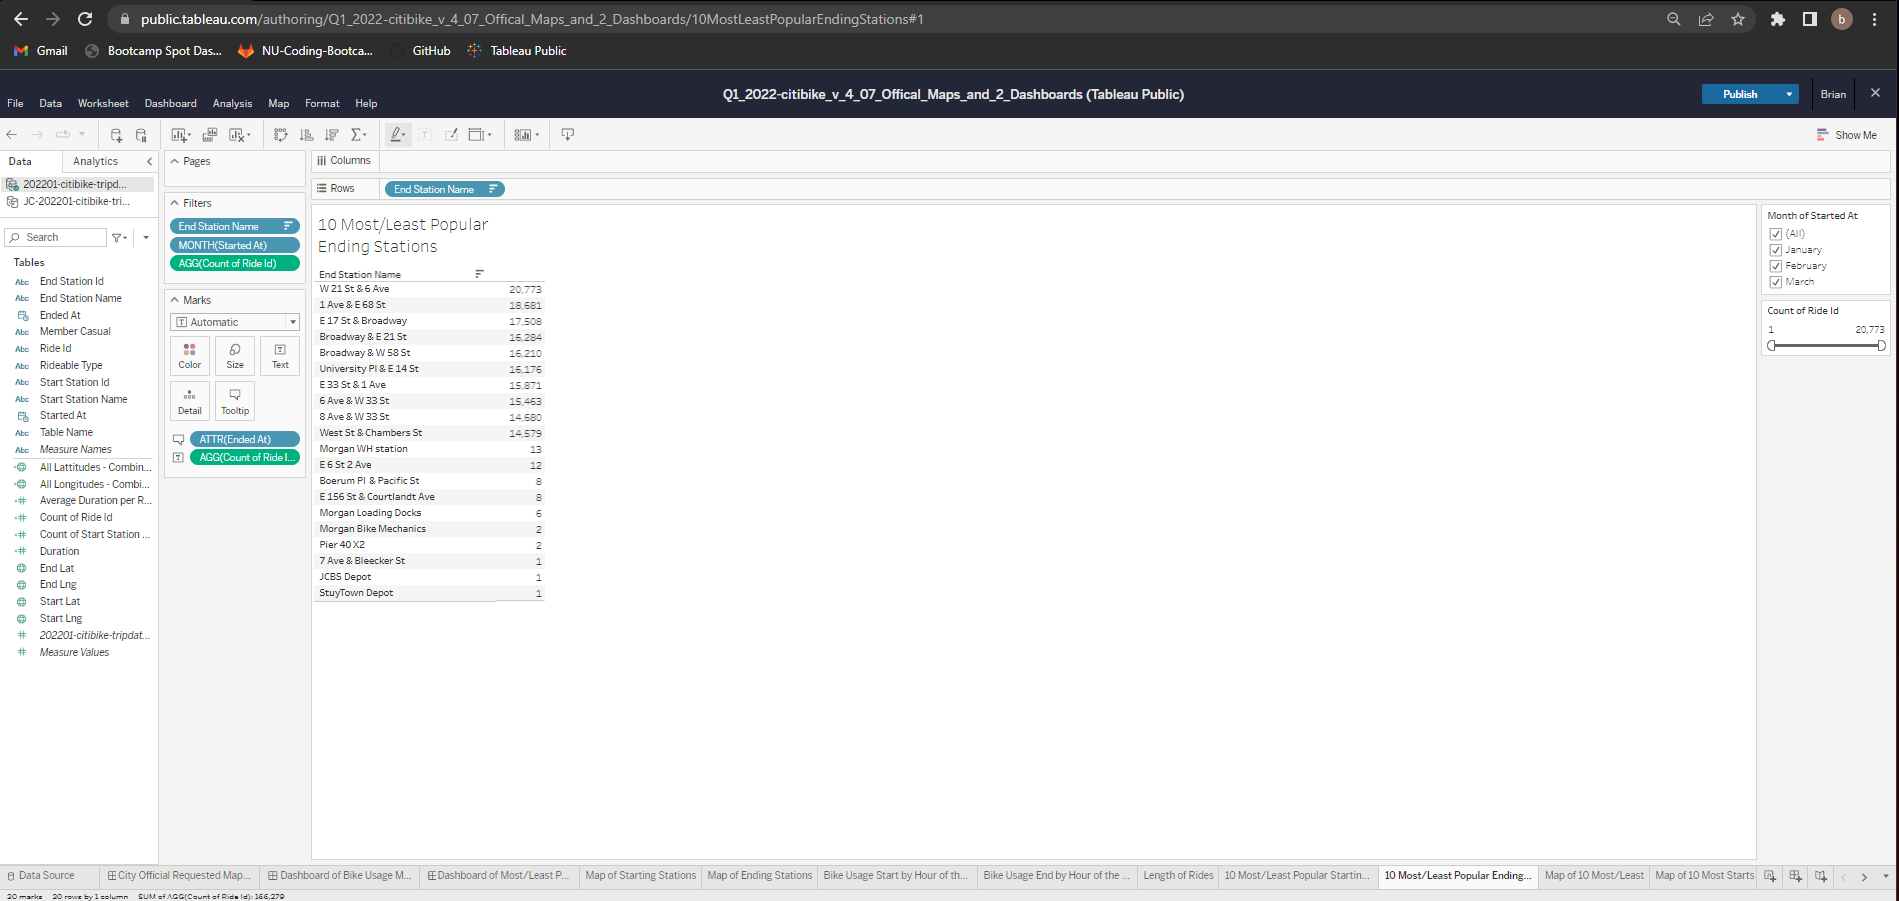 public.tableau.com/authoring/Q1_2022-citibike_v_4_07_Offical_Maps_and_2_Dashboards/10MostLeastPopularEndingStations#1
b
Gmail
Bootcamp Spot Das...
NU-Coding-Bootca...
GitHub
Tableau Public
File Data Worksheet Dashboard Analysis Map Format Help
Q1_2022-citibike_v_4_07_Offical_Maps_and_2_Dashboards (Tableau Public)
Publish
Brian
Show Me
Data Analytics
202201-citibike-tripd...
JC-202201-citibike-tri...
Search
Tables
Abc End Station Id
Abc End Station Name
Ended At
Abc Member Casual
Abc Ride Id
Abc Rideable Type
Abc Start Station Id
Abc Start Station Name
Started At
Abc Table Name
Abc Measure Names
All Lattitudes - Combin...
All Longitudes - Combi...
Average Duration per R...
Count of Ride Id
Count of Start Station ...
Duration
End Lat
End Lng
Start Lat
Start Lng
202201-citibike-tripdat...
Measure Values
Pages
Filters
End Station Name
MONTH(Started At)
AGG(Count of Ride Id)
Marks
Automatic
Color Size Text
Detail Tooltip
ATTR(Ended At)
AGG(Count of Ride I...
Columns
Rows End Station Name
10 Most/Least Popular
Ending Stations
End Station Name
W 21 St & 6 Ave 20,773
1 Ave & E 68 St 18,681
E 17 St & Broadway 17,508
Broadway & E 21 St 16,284
Broadway & W 58 St 16,210
University Pl & E 14 St 16,176
E 33 St & 1 Ave 15,871
6 Ave & W 33 St 15,463
8 Ave & W 33 St 14,680
West St & Chambers St 14,579
Morgan WH station 13
E 6 St 2 Ave 12
Boerum Pl & Pacific St 8
E 156 St & Courtlandt Ave 8
Morgan Loading Docks 6
Morgan Bike Mechanics 2
Pier 40 X2 2
7 Ave & Bleecker St 1
JCBS Depot 1
StuyTown Depot 1
Month of Started At
(All)
January
February
March
Count of Ride Id
1 20,773
Data Source City Official Requested Map... Dashboard of Bike Usage M... Dashboard of Most/Least P... Map of Starting Stations Map of Ending Stations Bike Usage Start by Hour of th... Bike Usage End by Hour of the ... Length of Rides 10 Most/Least Popular Startin... 10 Most/Least Popular Ending... Map of 10 Most/Least Map of 10 Most Starts
20 marks 20 rows by 1 column SUM of AGG(Count of Ride Id): 166,279